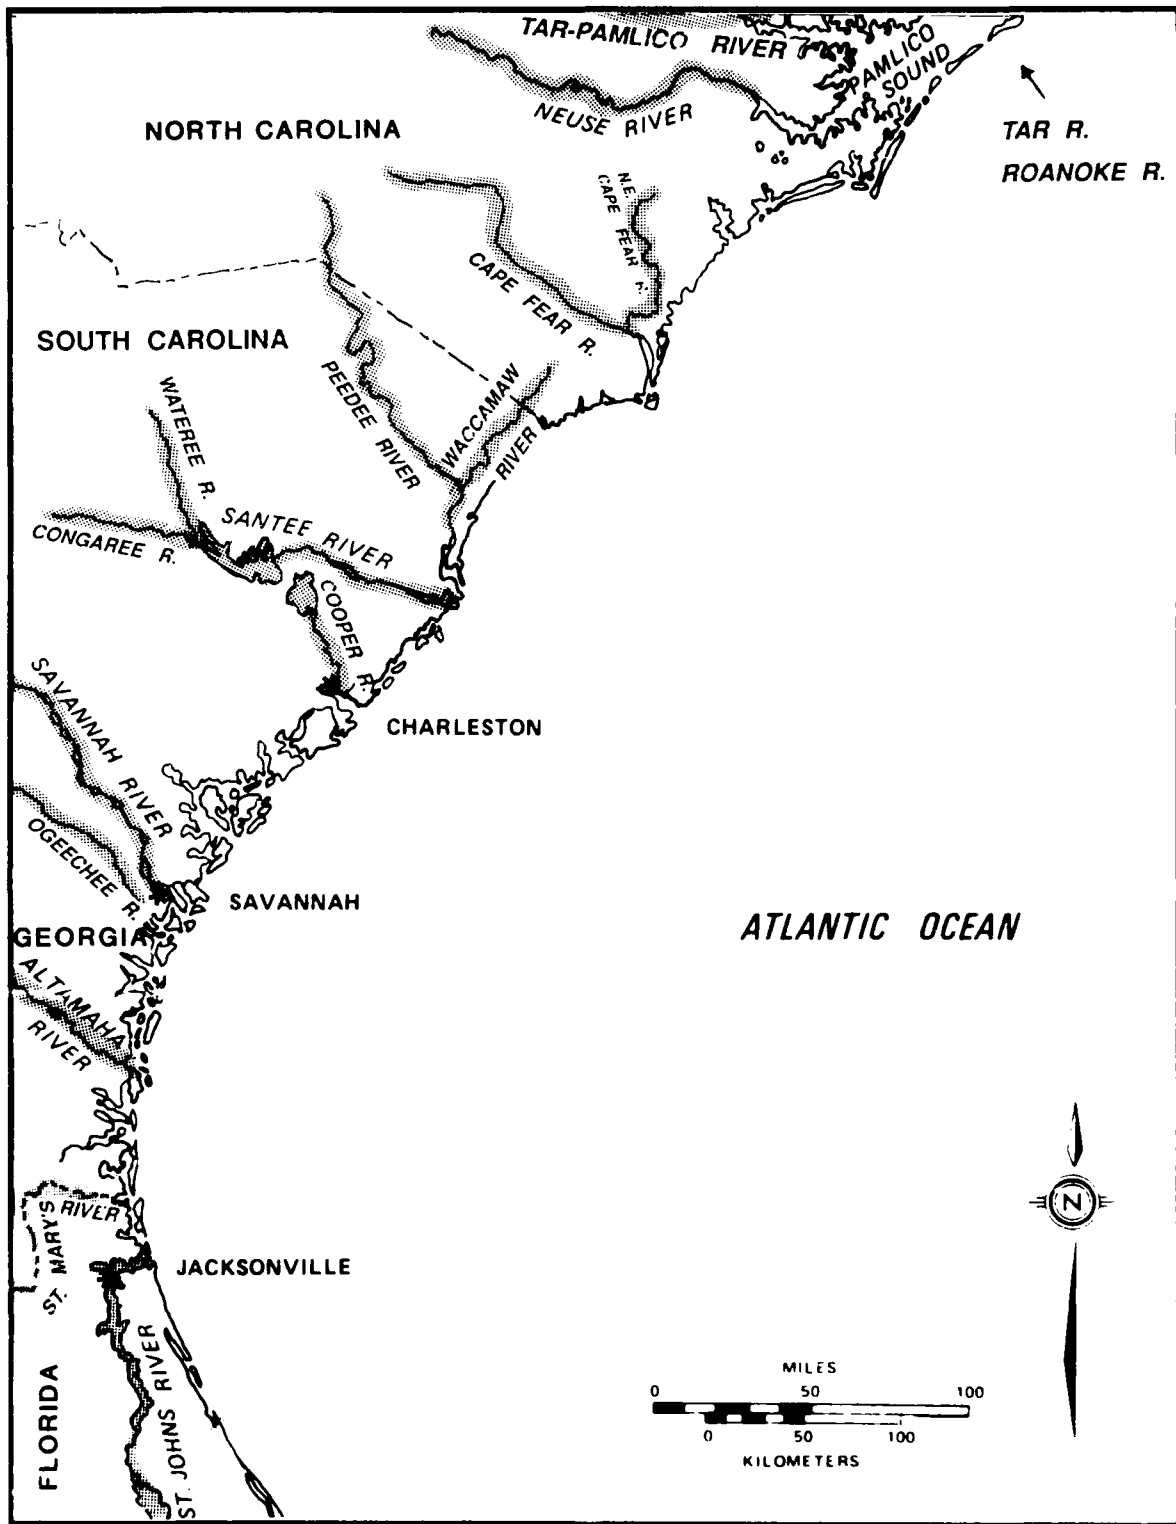 TAR-PAMLICO RIVER
PAMLICO
SOUND
NEUSE RIVER
TAR R.
ROANOKE R.
NORTH CAROLINA
N.E.
CAPE FEAR R.
CAPE FEAR R.
SOUTH CAROLINA
PEEDEE RIVER
WACCAMAW
RIVER
WATEREE R.
SANTEE RIVER
CONGAREE R.
COOPER R.
SAVANNAH RIVER
CHARLESTON
OGEECHEE R.
SAVANNAH
GEORGIA
ATLANTIC OCEAN
ALTAMAHA
RIVER
N
ST. MARY'S
RIVER
JACKSONVILLE
FLORIDA
ST. JOHNS RIVER
MILES
0 50 100
0 50 100
KILOMETERS